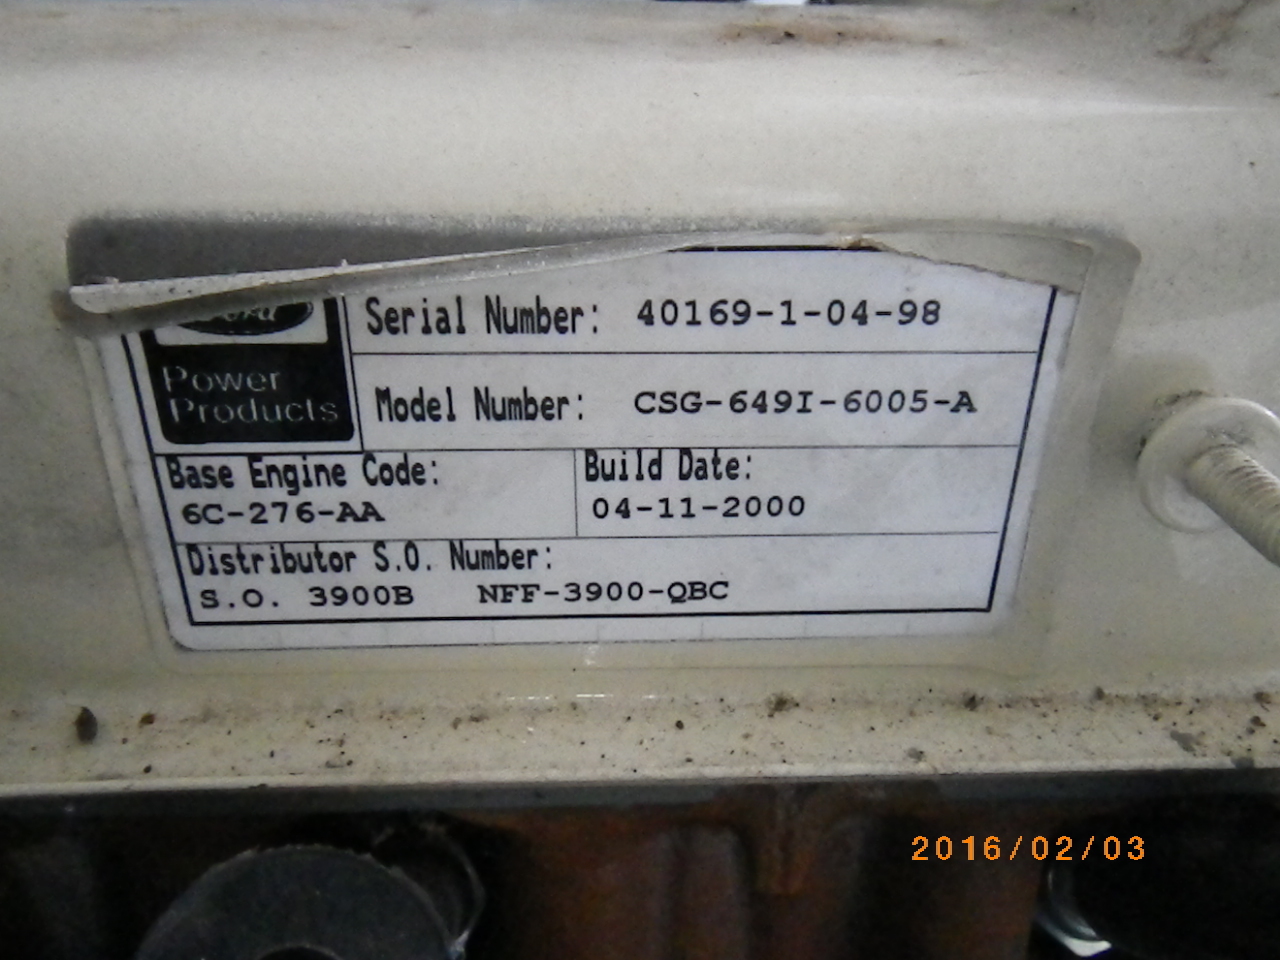 Ford
Power
Products
Serial Number: 40169-1-04-98
Model Number: CSG-649I-6005-A
Base Engine Code:
6C-276-AA
Build Date:
04-11-2000
Distributor S.O. Number:
S.O. 3900B NFF-3900-QBC
2016/02/03